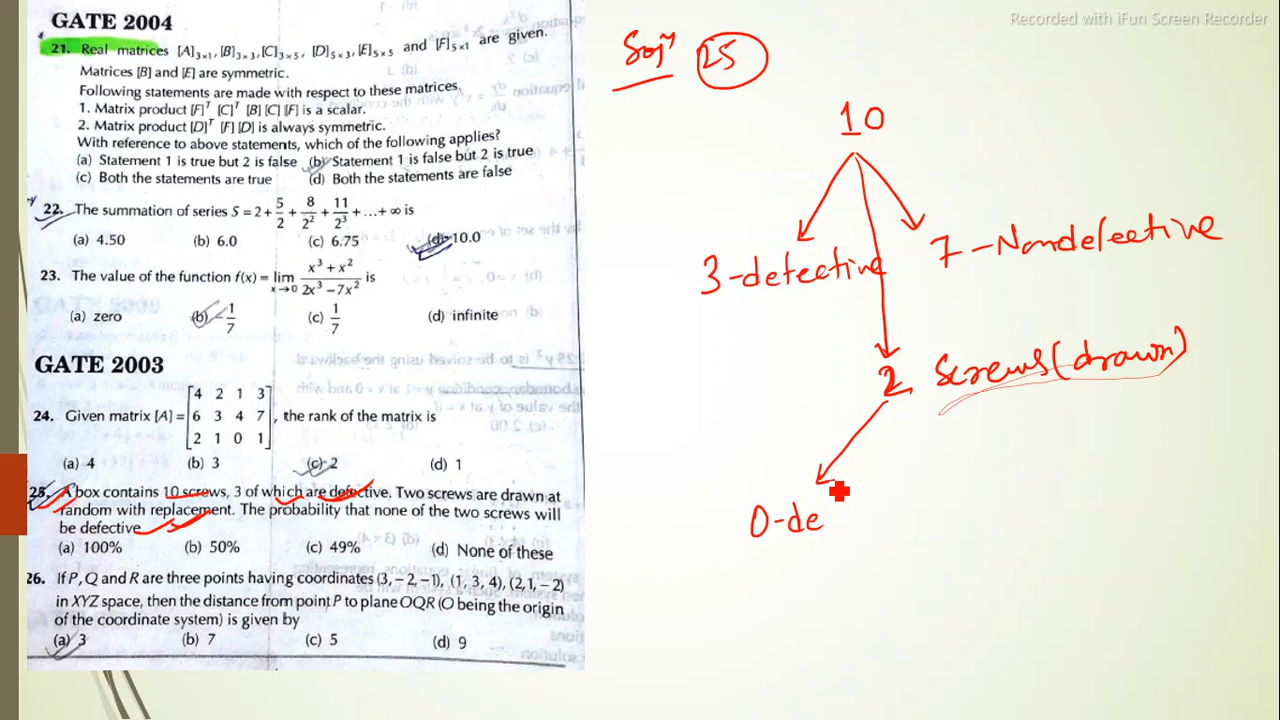 GATE 2004
21. Real matrices [A]3×1, [B]3×3, [C]3×5, [D]5×3, [E]5×5 and [F]5×1 are given.
Matrices [B] and [E] are symmetric.
Following statements are made with respect to these matrices.
1. Matrix product [F]ᵀ [C]ᵀ [B] [C] [F] is a scalar.
2. Matrix product [D]ᵀ [F] [D] is always symmetric.
With reference to above statements, which of the following applies?
(a) Statement 1 is true but 2 is false (b) Statement 1 is false but 2 is true
(c) Both the statements are true (d) Both the statements are false
22. The summation of series S = 2 + 5/2 + 8/2² + 11/2³ + ... + ∞ is
(a) 4.50 (b) 6.0 (c) 6.75 (d) 10.0
23. The value of the function f(x) = lim x→0 x³ + x² / 2x³ − 7x² is
(a) zero (b) −1/7 (c) 1/7 (d) infinite
GATE 2003
24. Given matrix [A] = [4 2 1 3
6 3 4 7
2 1 0 1], the rank of the matrix is
(a) 4 (b) 3 (c) 2 (d) 1
25. A box contains 10 screws, 3 of which are defective. Two screws are drawn at
random with replacement. The probability that none of the two screws will
be defective
(a) 100% (b) 50% (c) 49% (d) None of these
26. If P, Q and R are three points having coordinates (3, −2, −1), (1, 3, 4), (2, 1, −2)
in XYZ space, then the distance from point P to plane OQR (O being the origin
of the coordinate system) is given by
(a) 3 (b) 7 (c) 5 (d) 9
Recorded with iFun Screen Recorder
Solⁿ 25
10
3-defective 7-Nondefective
2 screws (drawn)
0-de